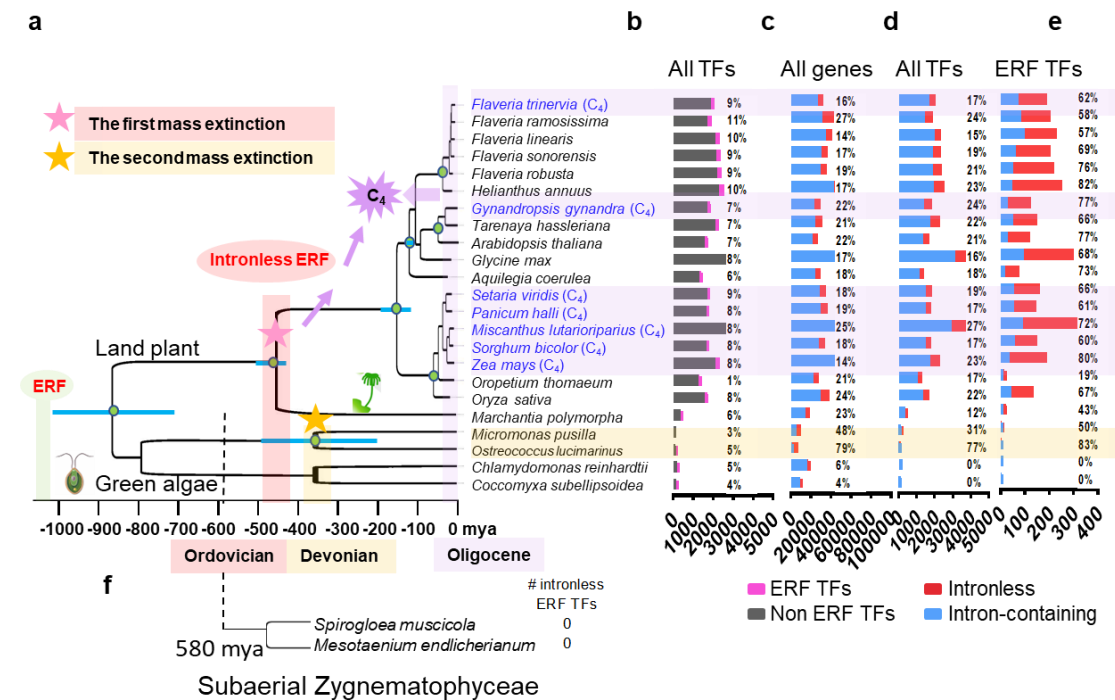 a
b
c
d
e
All TFs
All genes
All TFs
ERF TFs
The first mass extinction
The second mass extinction
C4
Intronless ERF
Land plant
ERF
Green algae
Flaveria trinervia (C4) 9% 16% 17% 62%
Flaveria ramosissima 11% 27% 24% 58%
Flaveria linearis 10% 14% 15% 57%
Flaveria sonorensis 9% 17% 19% 69%
Flaveria robusta 9% 19% 21% 76%
Helianthus annuus 10% 17% 23% 82%
Gynandropsis gynandra (C4) 7% 22% 24% 77%
Tarenaya hassleriana 7% 21% 22% 66%
Arabidopsis thaliana 7% 22% 21% 77%
Glycine max 8% 17% 16% 68%
Aquilegia coerulea 6% 18% 18% 73%
Setaria viridis (C4) 9% 18% 19% 66%
Panicum halli (C4) 8% 19% 17% 61%
Miscanthus lutarioriparius (C4) 8% 25% 27% 72%
Sorghum bicolor (C4) 8% 18% 17% 60%
Zea mays (C4) 8% 14% 23% 80%
Oropetium thomaeum 1% 21% 17% 19%
Oryza sativa 8% 24% 22% 67%
Marchantia polymorpha 6% 23% 12% 43%
Micromonas pusilla 3% 48% 31% 50%
Ostreococcus lucimarinus 5% 79% 77% 83%
Chlamydomonas reinhardtii 5% 6% 0% 0%
Coccomyxa subellipsoidea 4% 4% 0% 0%
-1000 -900 -800 -700 -600 -500 -400 -300 -200 -100 0 mya
0 1000 2000 3000 4000 5000
0 20000 40000 60000 80000 100000
0 1000 2000 3000 4000 5000
0 100 200 300 400
Ordovician
Devonian
Oligocene
ERF TFs
Non ERF TFs
Intronless
Intron-containing
f
# intronless
ERF TFs
Spirogloea muscicola 0
Mesotaenium endlicherianum 0
580 mya
Subaerial Zygnematophyceae